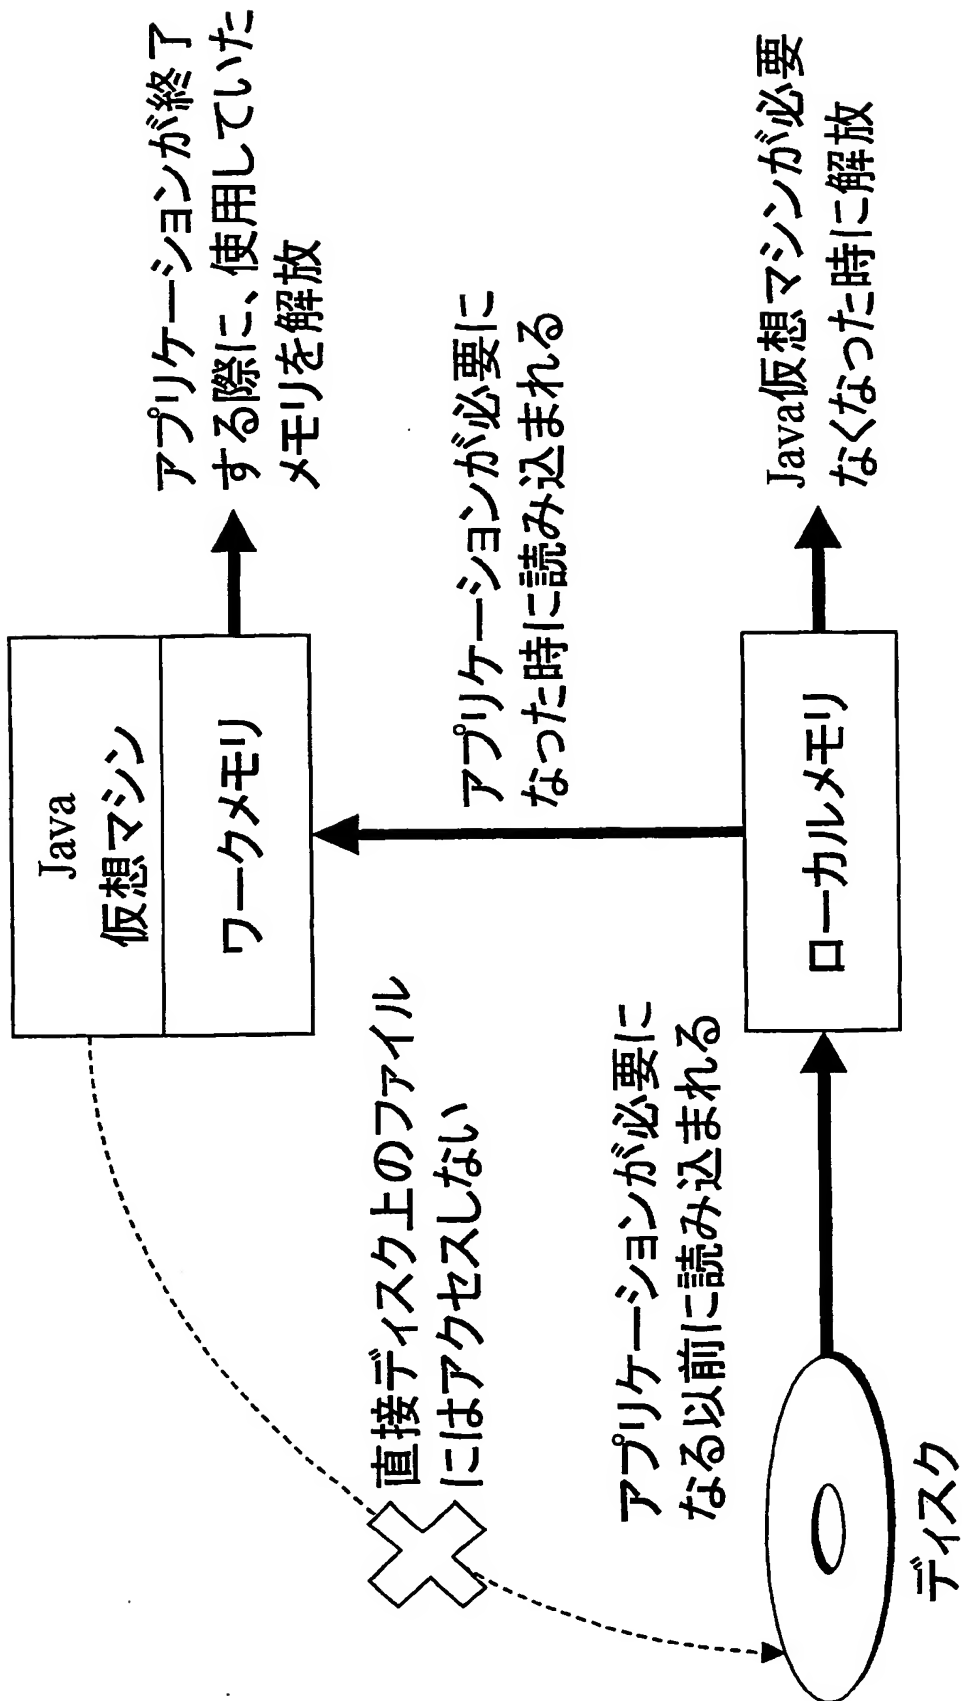 Java
仮想マシン
ワークメモリ
アプリケーションが終了
する際に、使用していた
メモリを解放
直接ディスク上のファイル
にはアクセスしない
アプリケーションが必要に
なった時に読み込まれる
アプリケーションが必要に
なる以前に読み込まれる
ローカルメモリ
Java仮想マシンが必要
なくなった時に解放
ディスク